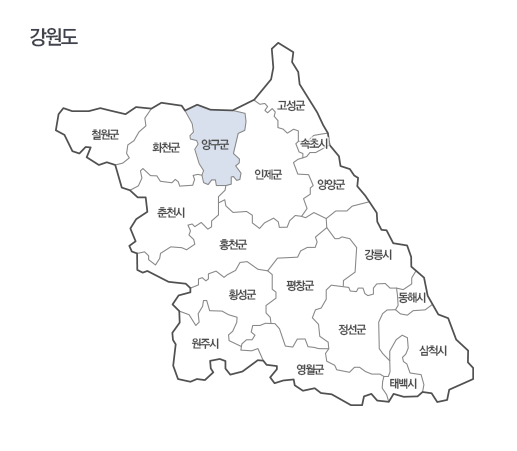 강원도
고성군
철원군
속초시
화천군
양구군
인제군
양양군
춘천시
홍천군
강릉시
평창군
횡성군
동해시
정선군
원주시
삼척시
영월군
태백시